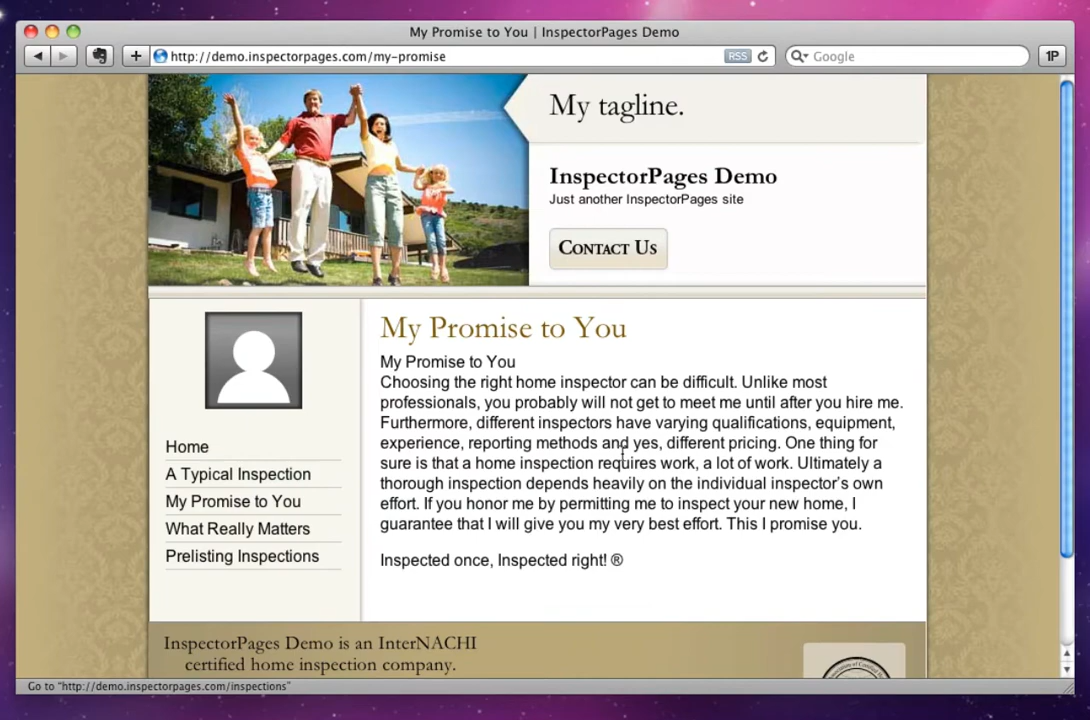 My Promise to You | InspectorPages Demo
http://demo.inspectorpages.com/my-promise
RSS
Google
1P
My tagline.
InspectorPages Demo
Just another InspectorPages site
Contact Us
Home
A Typical Inspection
My Promise to You
What Really Matters
Prelisting Inspections
My Promise to You
My Promise to You
Choosing the right home inspector can be difficult. Unlike most
professionals, you probably will not get to meet me until after you hire me.
Furthermore, different inspectors have varying qualifications, equipment,
experience, reporting methods and yes, different pricing. One thing for
sure is that a home inspection requires work, a lot of work. Ultimately a
thorough inspection depends heavily on the individual inspector's own
effort. If you honor me by permitting me to inspect your new home, I
guarantee that I will give you my very best effort. This I promise you.
Inspected once, Inspected right! ®
InspectorPages Demo is an InterNACHI
certified home inspection company.
Go to "http://demo.inspectorpages.com/inspections"